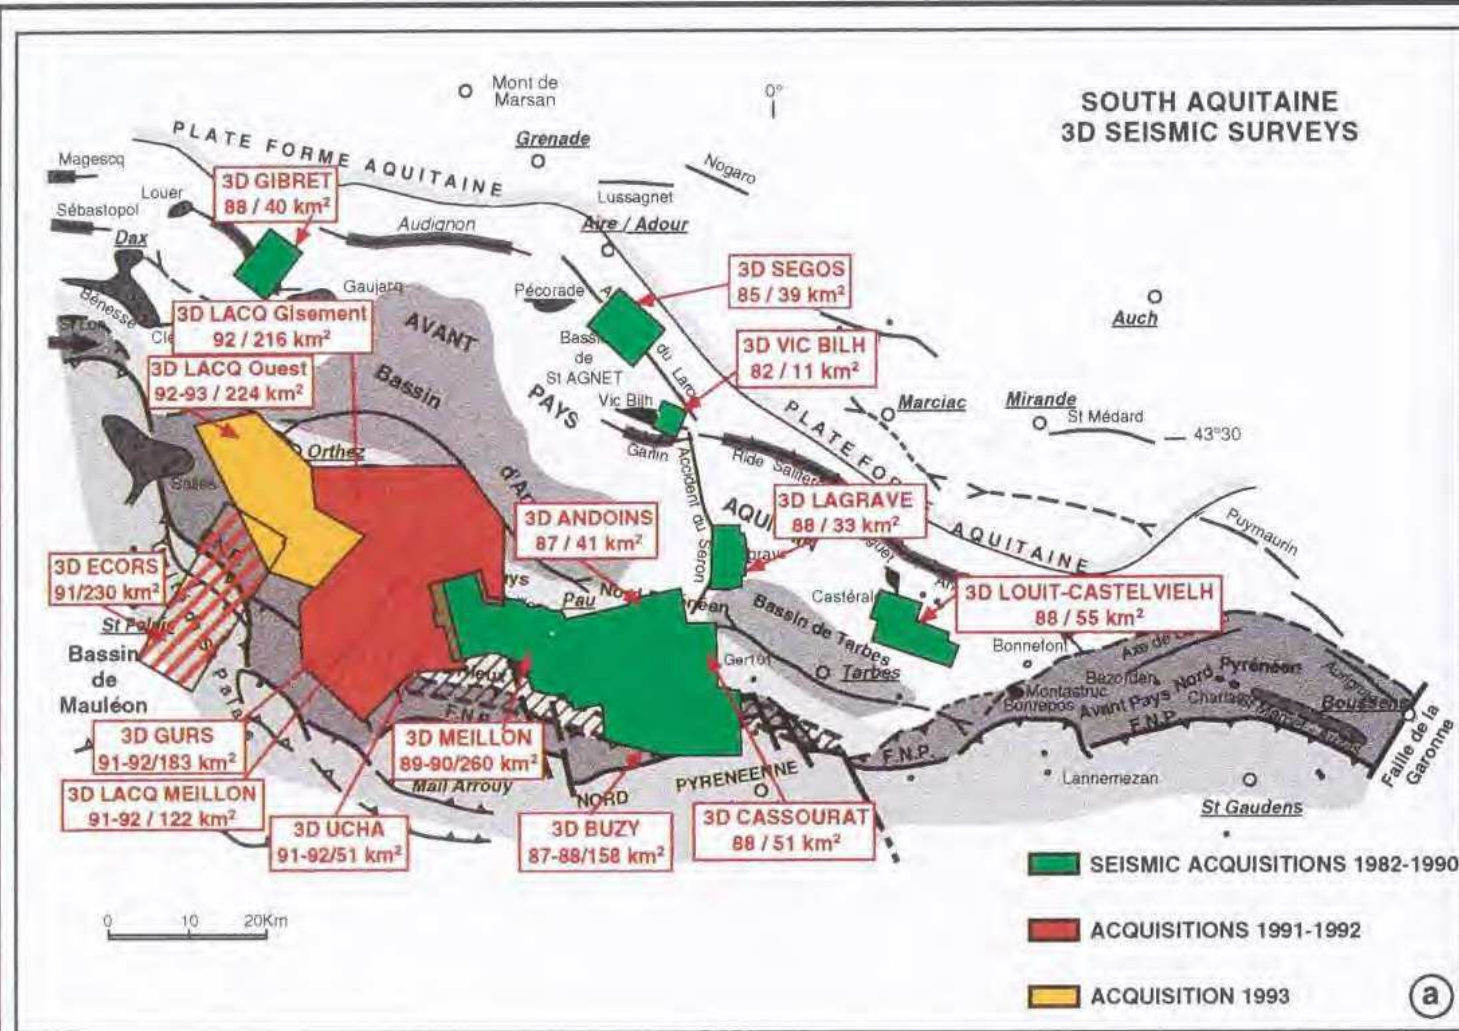 SOUTH AQUITAINE
3D SEISMIC SURVEYS
Mont de
Marsan
0°
PLATE FORME AQUITAINE
Grenade
Magescq
3D GIBRET
88 / 40 km²
Louer
Lussagnet
Nogaro
Sébastopol
Dax
Audignon
Aire / Adour
3D SEGOS
85 / 39 km²
Bénesse
Gaujarq
Pécorade
Auch
3D LACQ Gisement
92 / 216 km²
AVANT
Bassin
de
St AGNET
du
3D VIC BILH
82 / 11 km²
3D LACQ Ouest
92-93 / 224 km²
Bassin
PAYS
Vic Bilh
Garlin
Marciac
Mirande
St Médard
43°30
PLATE FORME AQUITAINE
Orthez
Ride
Accident du Seron
Salies
3D ANDOINS
87 / 41 km²
3D LAGRAVE
88 / 33 km²
Puymaurin
3D ECORS
91/230 km²
Pau
Castéra
3D LOUIT-CASTELVIELH
88 / 55 km²
St Palais
Bassin de Tarbes
Bassin
de
Mauléon
Tarbes
Bonnefont
Montastruc
Bonrepos
Avant Pays Nord Pyrénéen
F.N.P.
F.N.P.
F.N.P.
Boussens
Faille de la
Garonne
3D GURS
91-92/183 km²
3D MEILLON
89-90/260 km²
Lannemezan
St Gaudens
3D LACQ MEILLON
91-92 / 122 km²
Mail Arrouy
NORD
PYRENEENNE
3D UCHA
91-92/51 km²
3D BUZY
87-88/158 km²
3D CASSOURAT
88 / 51 km²
SEISMIC ACQUISITIONS 1982-1990
0 10 20Km
ACQUISITIONS 1991-1992
ACQUISITION 1993
a